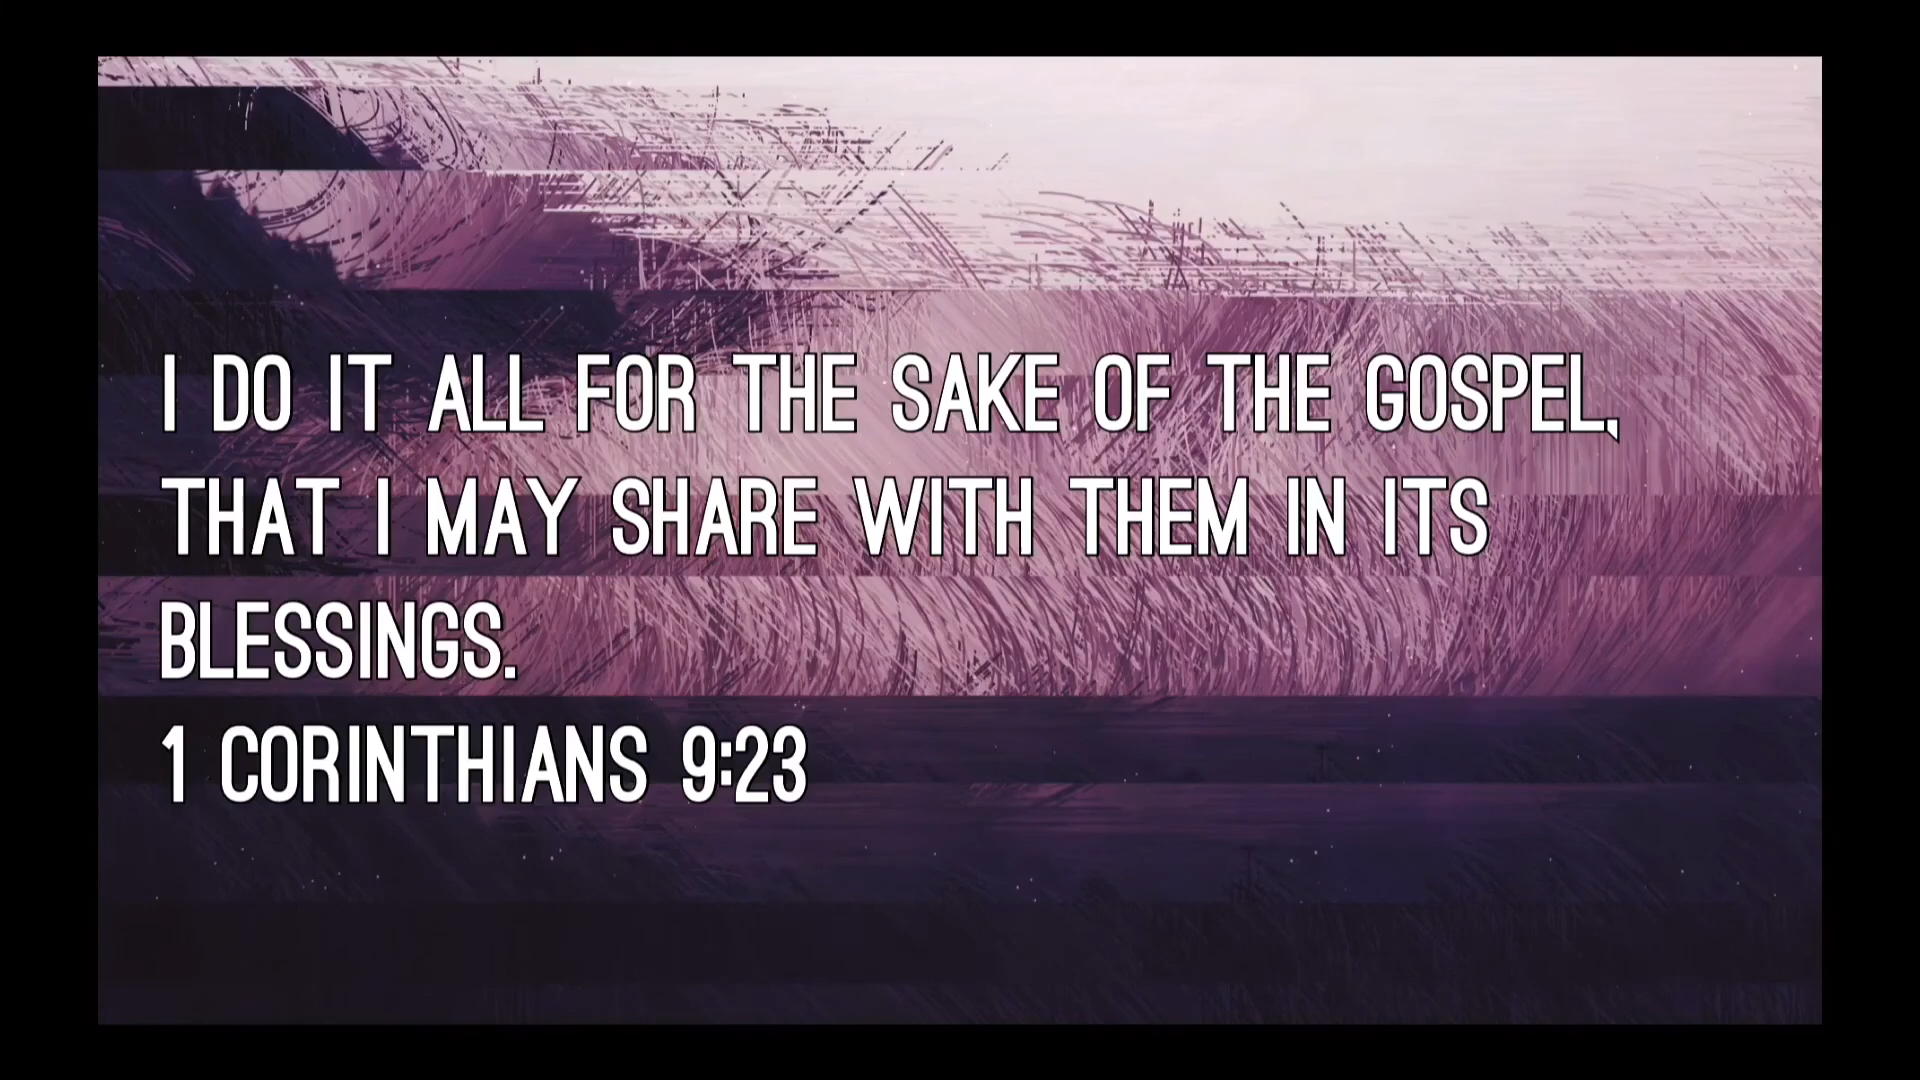 I DO IT ALL FOR THE SAKE OF THE GOSPEL,
THAT I MAY SHARE WITH THEM IN ITS
BLESSINGS.
1 CORINTHIANS 9:23